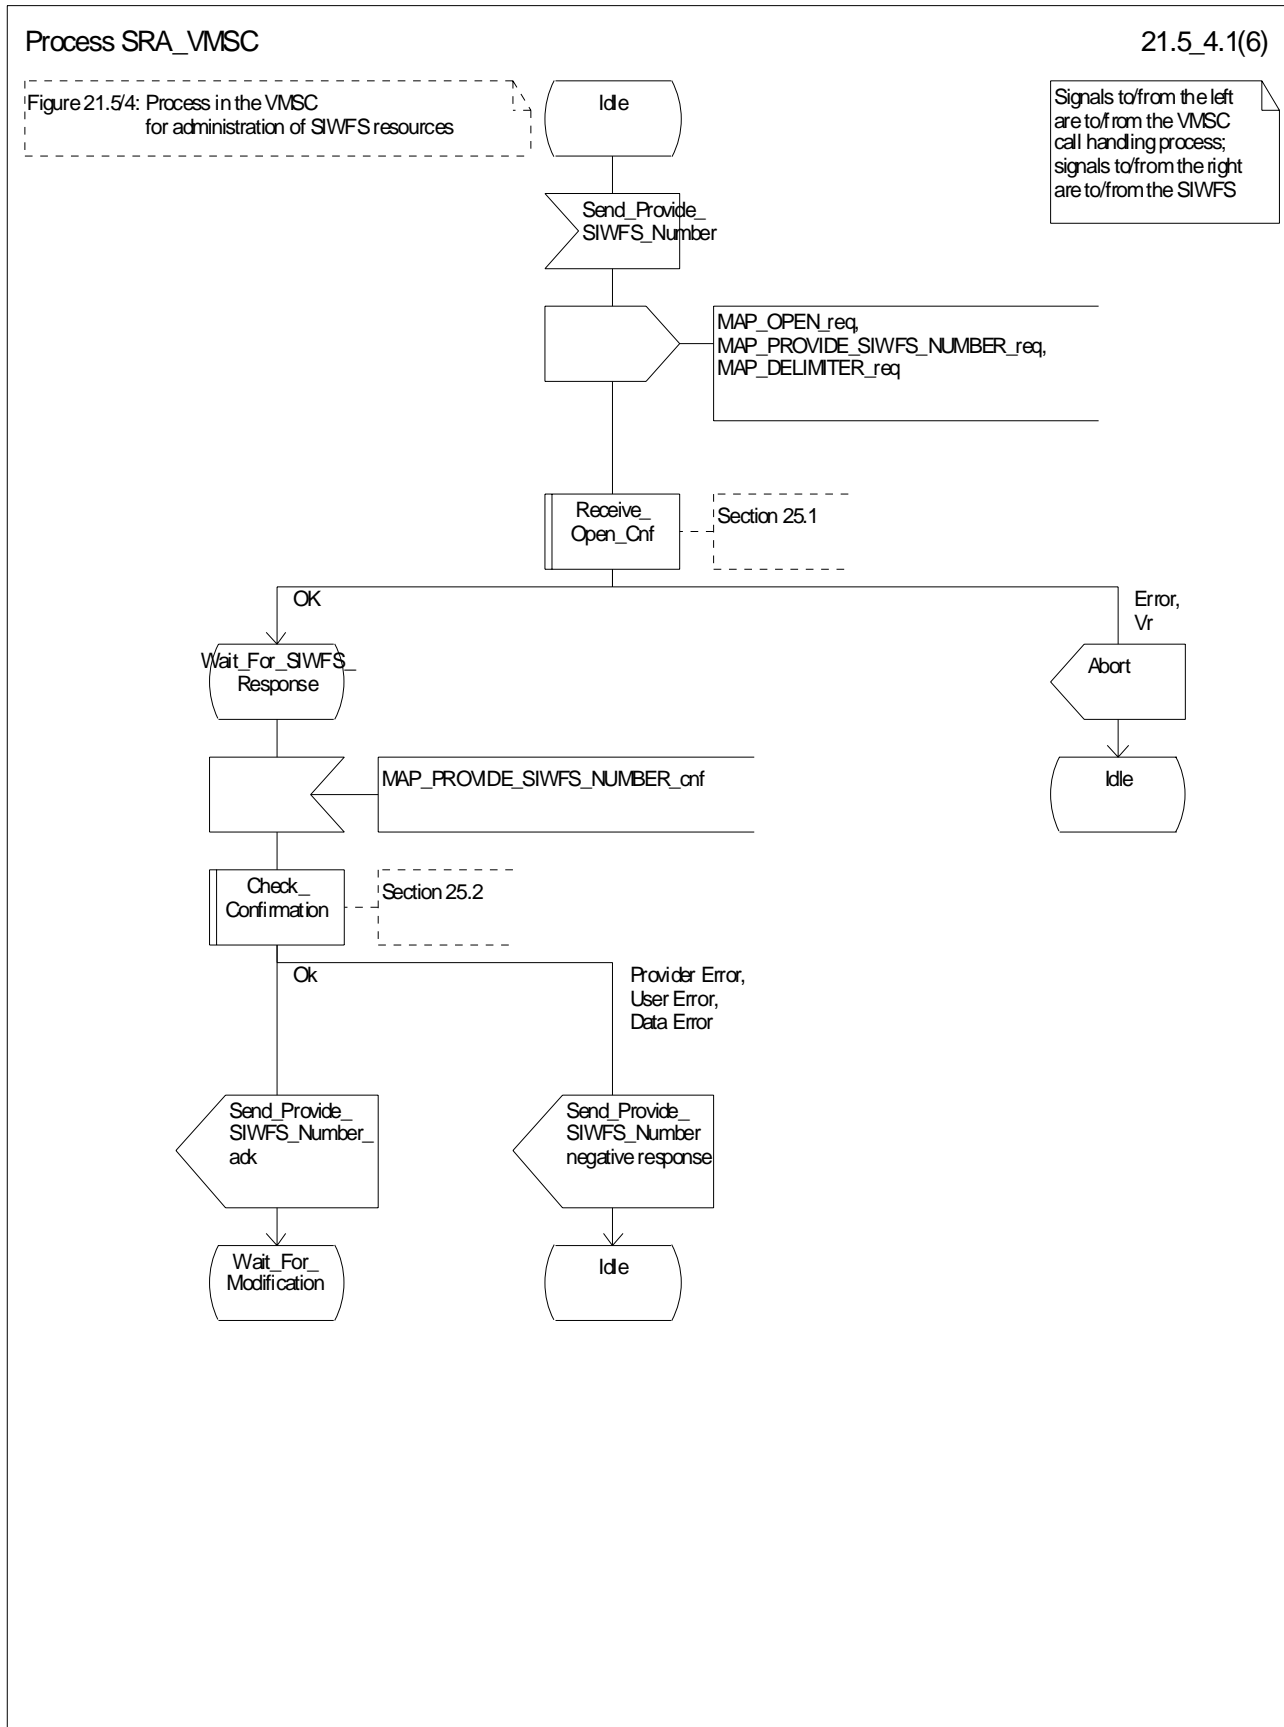 Process SRA_VMSC
21.5_4.1(6)
Figure 21.5/4: Process in the VMSC
for administration of SIWFS resources
Idle
Signals to/from the left
are to/from the VMSC
call handling process;
signals to/from the right
are to/from the SIWFS
Send_Provide_
SIWFS_Number
MAP_OPEN_req,
MAP_PROVIDE_SIWFS_NUMBER_req,
MAP_DELIMITER_req
Receive_
Open_Cnf
Section 25.1
OK
Error,
Vr
Wait_For_SIWFS_
Response
Abort
MAP_PROVIDE_SIWFS_NUMBER_cnf
Idle
Check_
Confirmation
Section 25.2
Ok
Provider Error,
User Error,
Data Error
Send_Provide_
SIWFS_Number_
ack
Send_Provide_
SIWFS_Number
negative response
Wait_For_
Modification
Idle